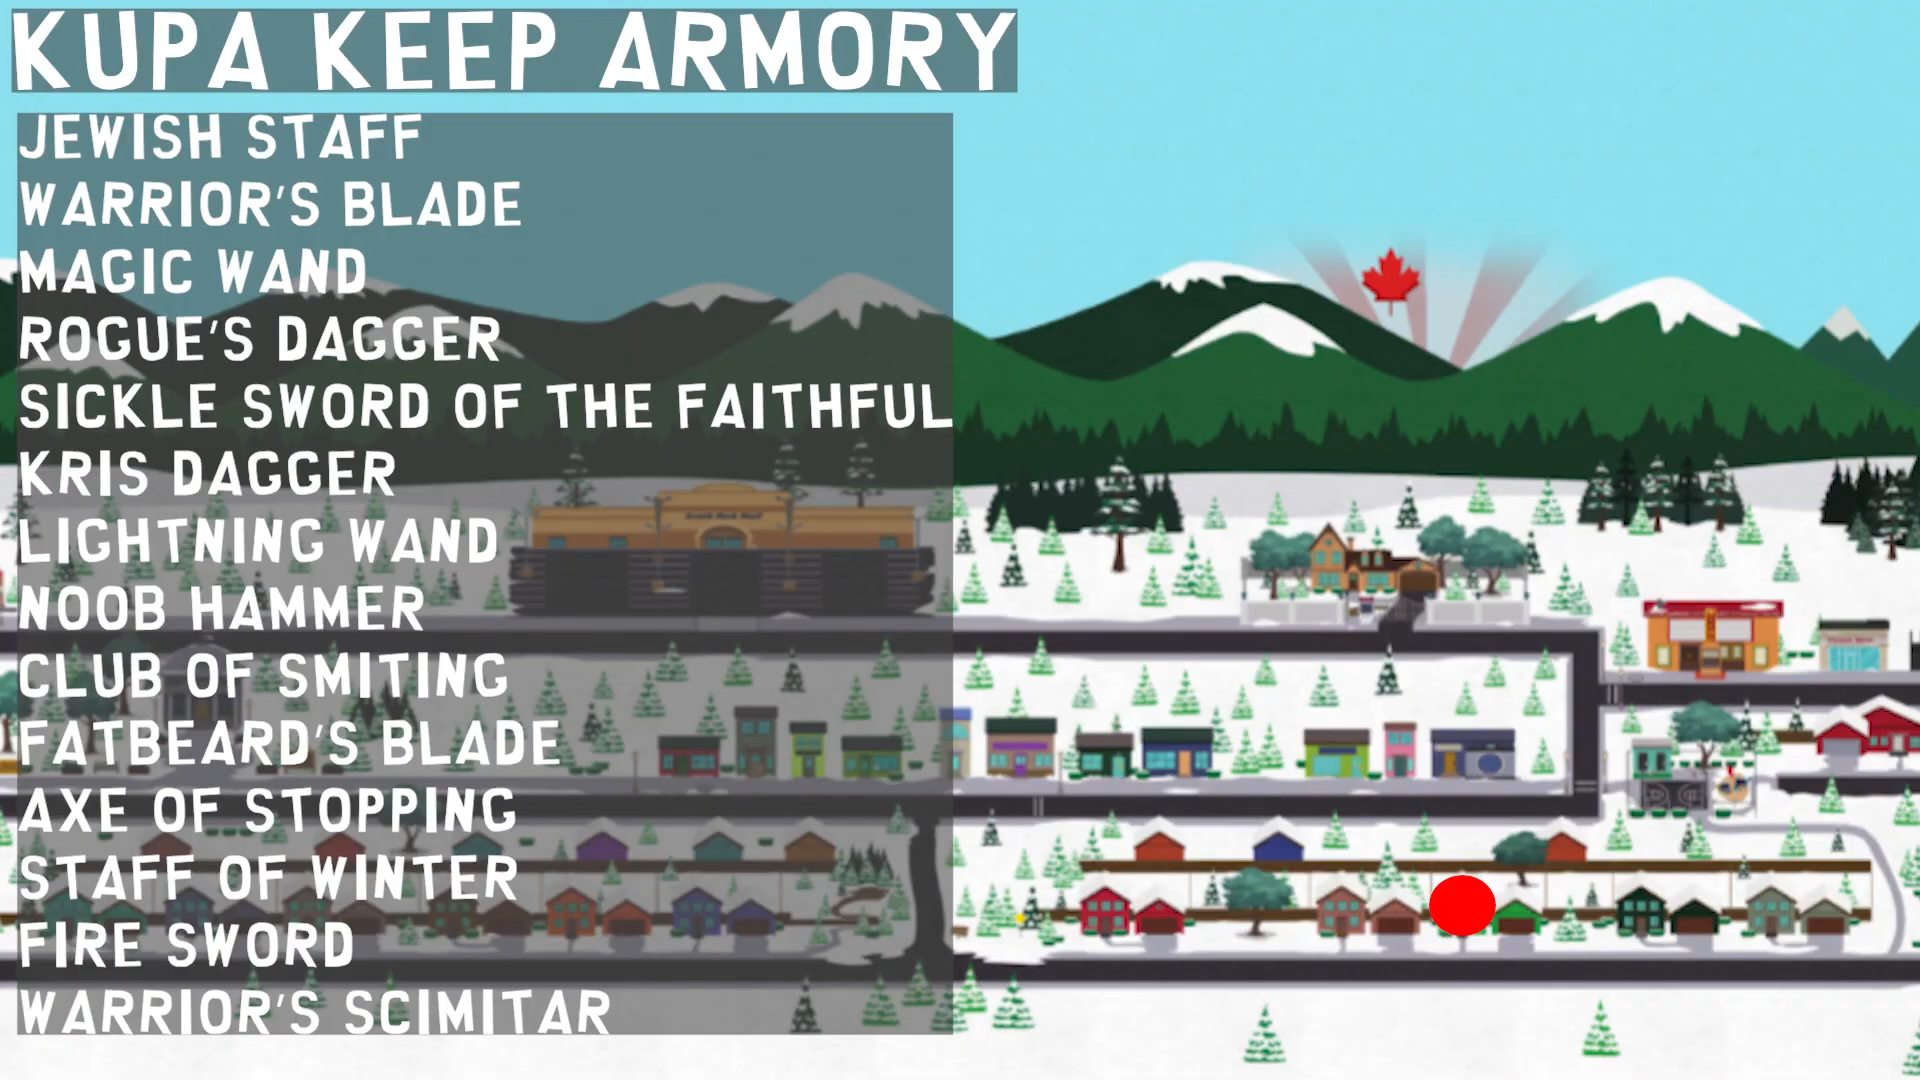 KUPA KEEP ARMORY
JEWISH STAFF
WARRIOR'S BLADE
MAGIC WAND
ROGUE'S DAGGER
SICKLE SWORD OF THE FAITHFUL
KRIS DAGGER
LIGHTNING WAND
NOOB HAMMER
CLUB OF SMITING
FATBEARD'S BLADE
AXE OF STOPPING
STAFF OF WINTER
FIRE SWORD
WARRIOR'S SCIMITAR